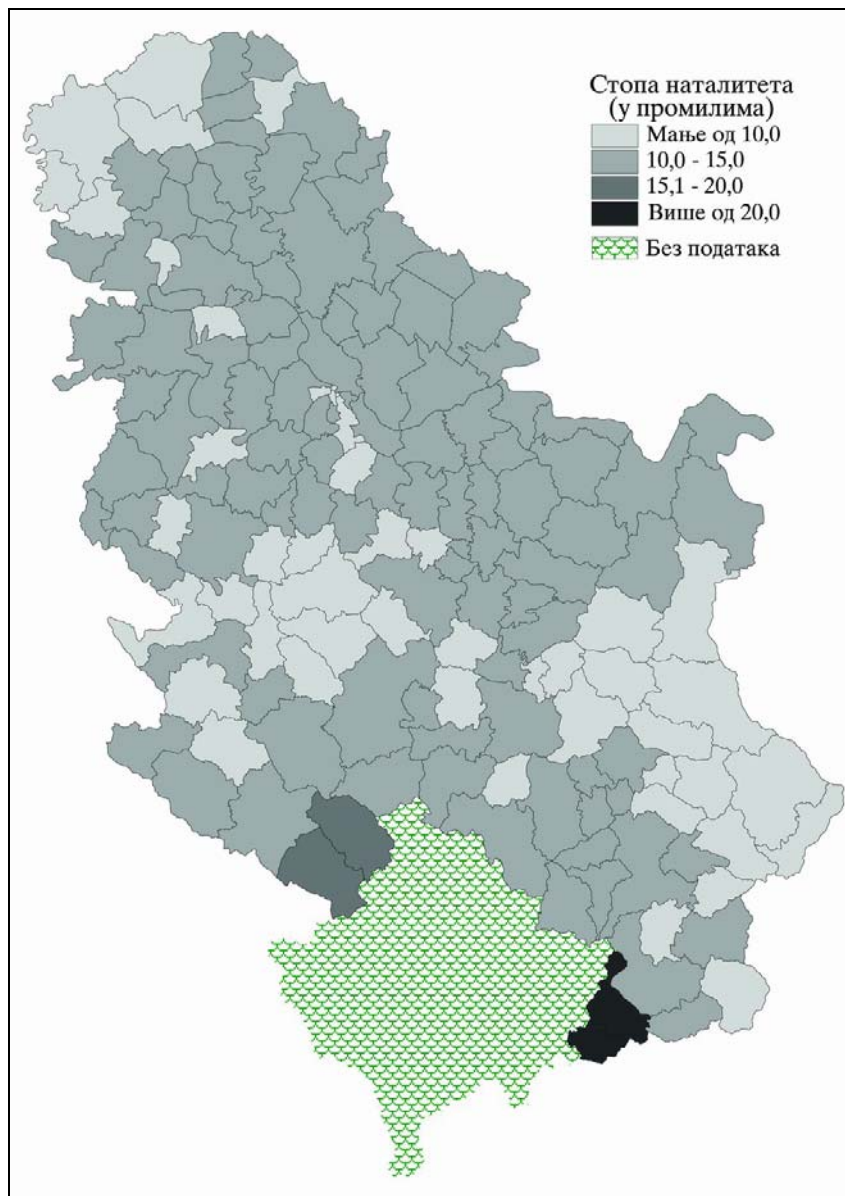 Стопа наталитета
(у промилима)
Мање од 10,0
10,0 - 15,0
15,1 - 20,0
Више од 20,0
Без података